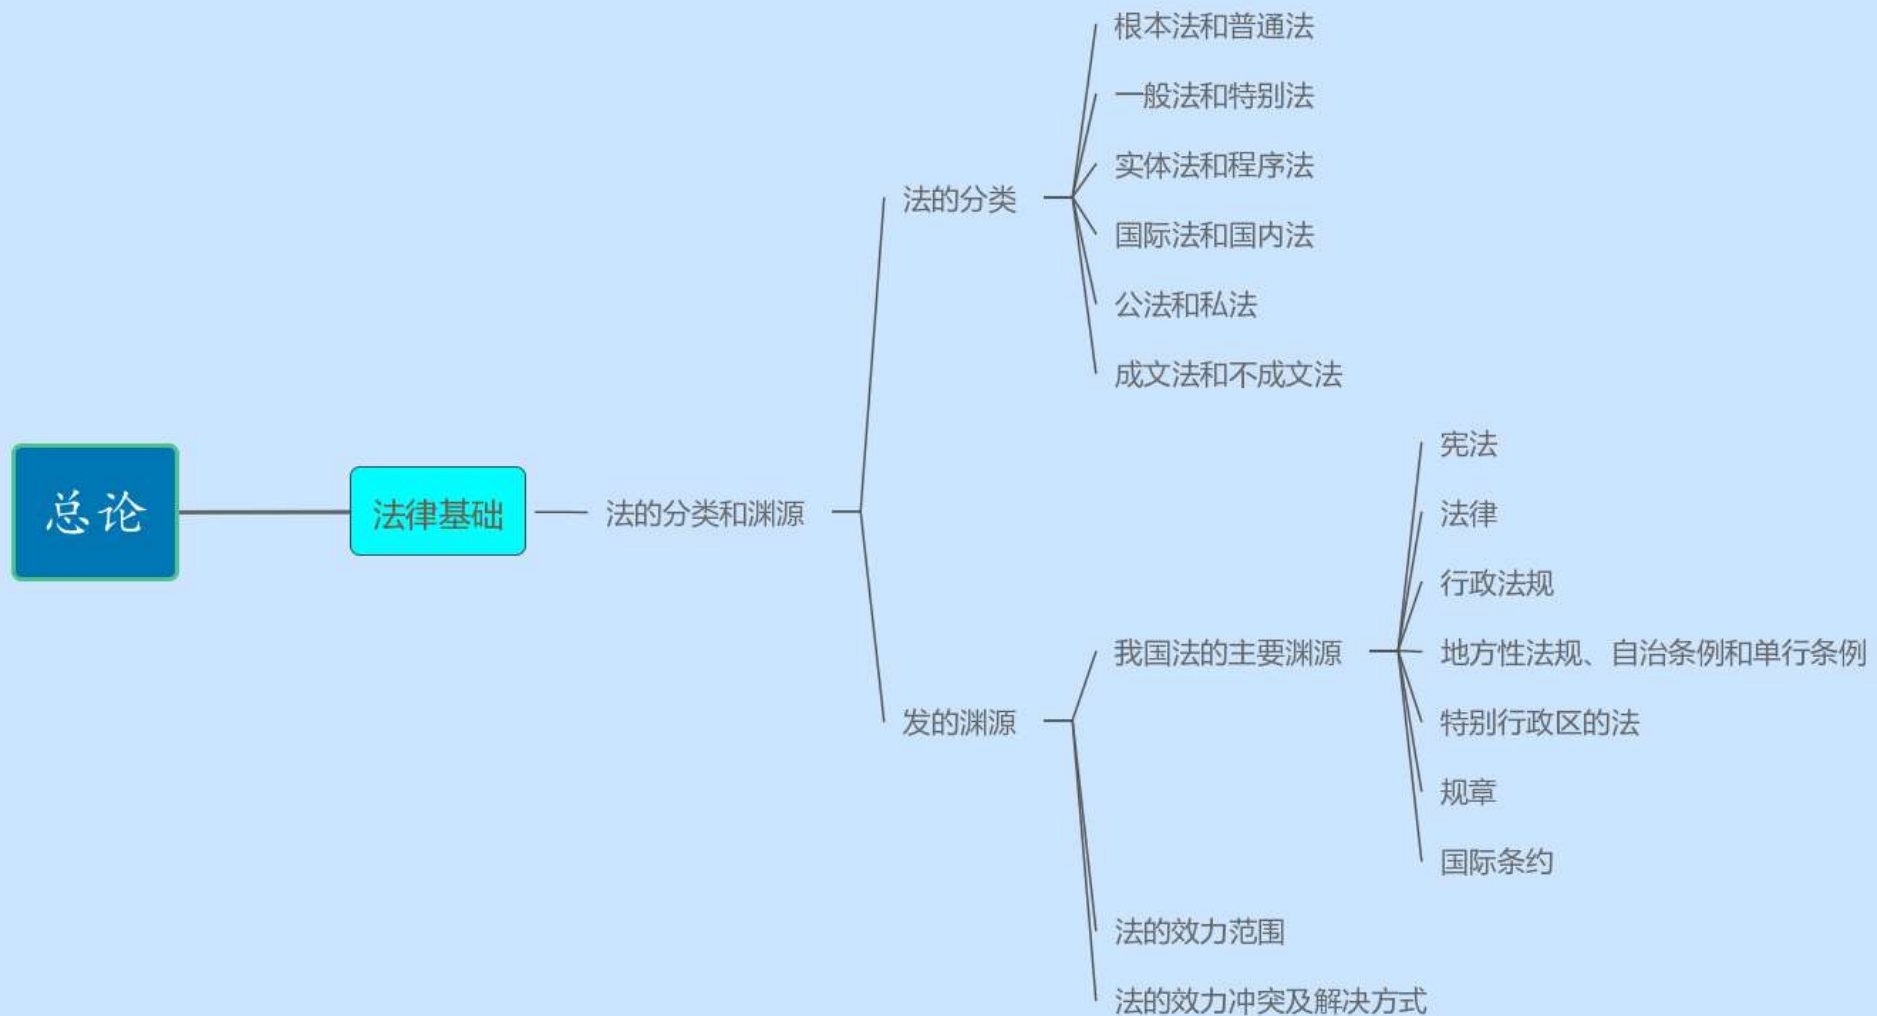 总论
法律基础
法的分类和渊源
法的分类
根本法和普通法
一般法和特别法
实体法和程序法
国际法和国内法
公法和私法
成文法和不成文法
发的渊源
我国法的主要渊源
宪法
法律
行政法规
地方性法规、自治条例和单行条例
特别行政区的法
规章
国际条约
法的效力范围
法的效力冲突及解决方式